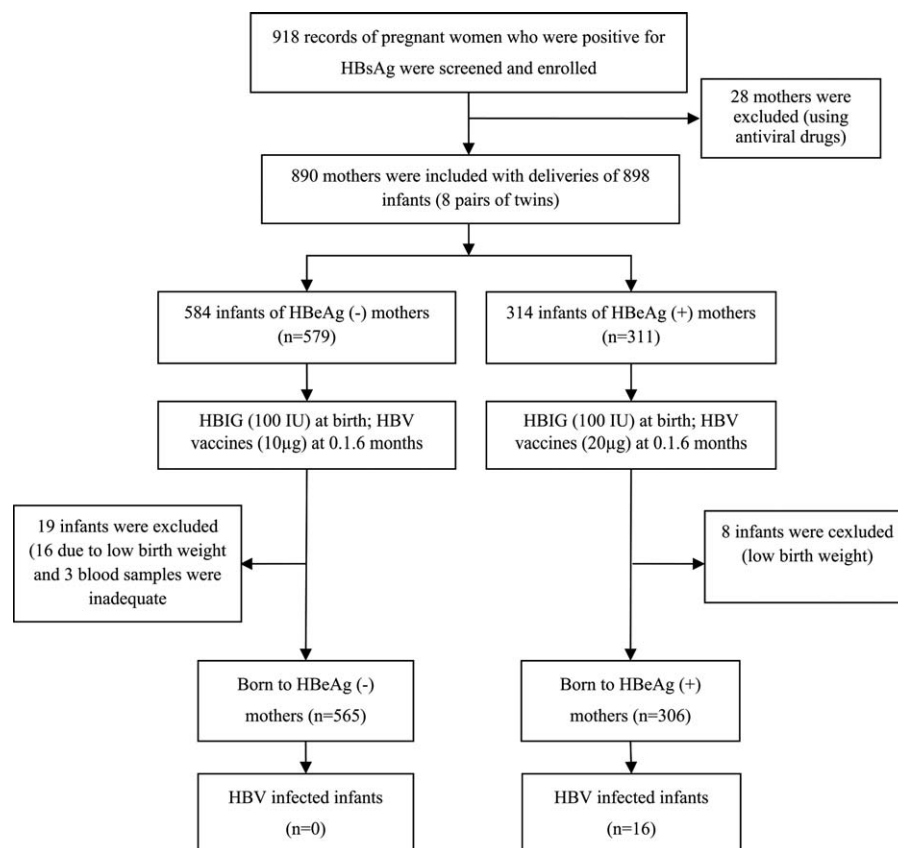 918 records of pregnant women who were positive for
HBsAg were screened and enrolled
28 mothers were
excluded (using
antiviral drugs)
890 mothers were included with deliveries of 898
infants (8 pairs of twins)
584 infants of HBeAg (-) mothers
(n=579)
314 infants of HBeAg (+) mothers
(n=311)
HBIG (100 IU) at birth; HBV
vaccines (10μg) at 0.1.6 months
HBIG (100 IU) at birth; HBV
vaccines (20μg) at 0.1.6 months
19 infants were excluded
(16 due to low birth weight
and 3 blood samples were
inadequate
8 infants were cexluded
(low birth weight)
Born to HBeAg (-)
mothers (n=565)
Born to HBeAg (+)
mothers (n=306)
HBV infected infants
(n=0)
HBV infected infants
(n=16)